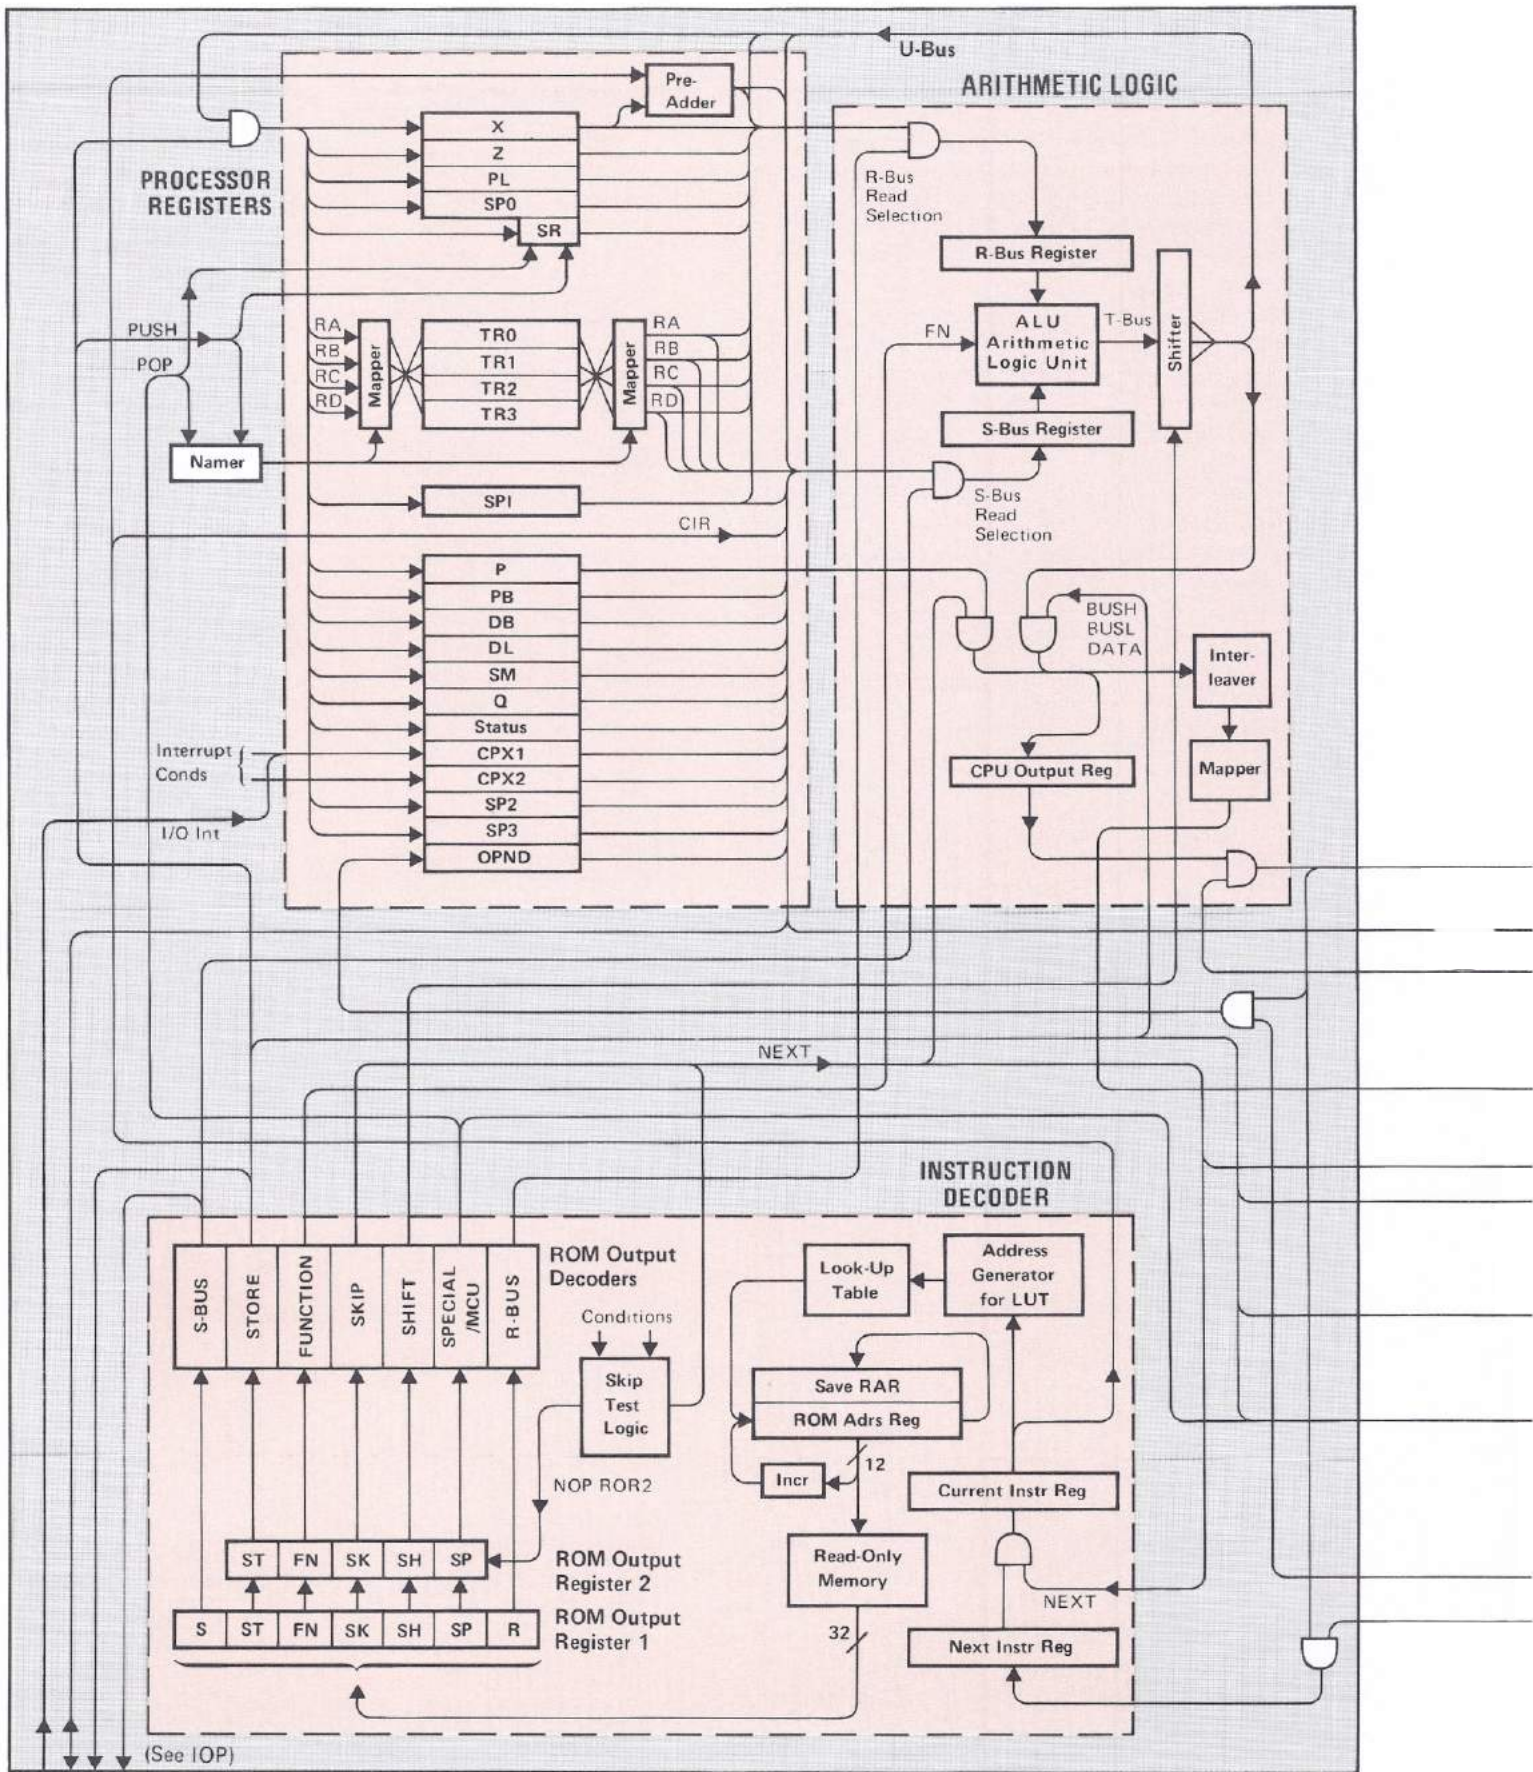 U-Bus
ARITHMETIC LOGIC
PROCESSOR
REGISTERS
Pre-
Adder
X
Z
PL
SP0
SR
R-Bus
Read
Selection
R-Bus Register
PUSH
POP
RA
RB
RC
RD
Mapper
TR0
TR1
TR2
TR3
Mapper
RA
RB
RC
RD
FN
ALU
Arithmetic
Logic Unit
T-Bus
Shifter
S-Bus Register
Namer
SPI
CIR
S-Bus
Read
Selection
P
PB
DB
DL
SM
Q
Status
CPX1
CPX2
SP2
SP3
OPND
BUSH
BUSL
DATA
Inter-
leaver
Mapper
CPU Output Reg
Interrupt
Conds
I/O Int
NEXT
INSTRUCTION
DECODER
S-BUS
STORE
FUNCTION
SKIP
SHIFT
SPECIAL
/MCU
R-BUS
ROM Output
Decoders
Conditions
Skip
Test
Logic
NOP ROR2
Look-Up
Table
Address
Generator
for LUT
Save RAR
ROM Adrs Reg
12
Incr
Current Instr Reg
Read-Only
Memory
NEXT
32
Next Instr Reg
ST
FN
SK
SH
SP
ROM Output
Register 2
S
ST
FN
SK
SH
SP
R
ROM Output
Register 1
(See IOP)